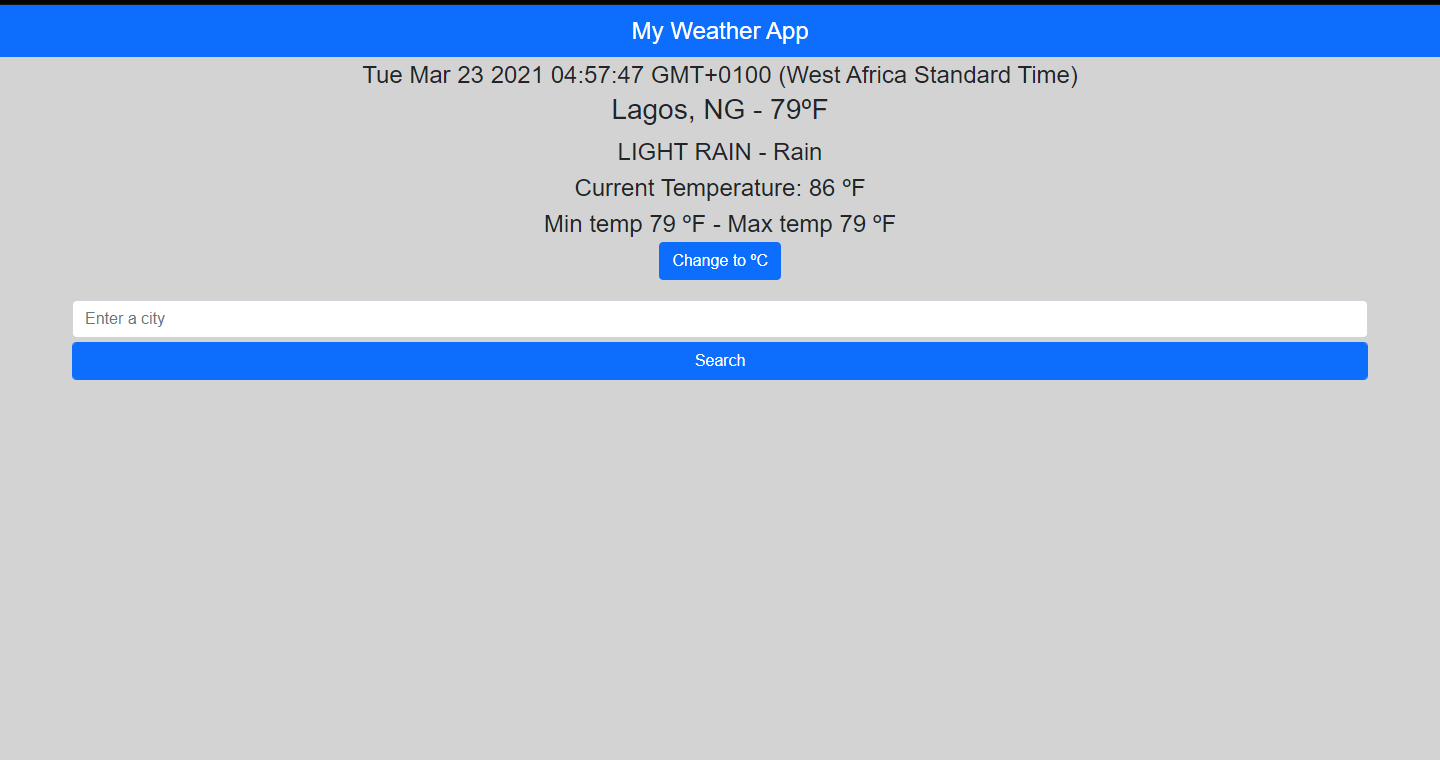 My Weather App
Tue Mar 23 2021 04:57:47 GMT+0100 (West Africa Standard Time)
Lagos, NG - 79ºF
LIGHT RAIN - Rain
Current Temperature: 86 ºF
Min temp 79 ºF - Max temp 79 ºF
Change to ºC
Enter a city
Search